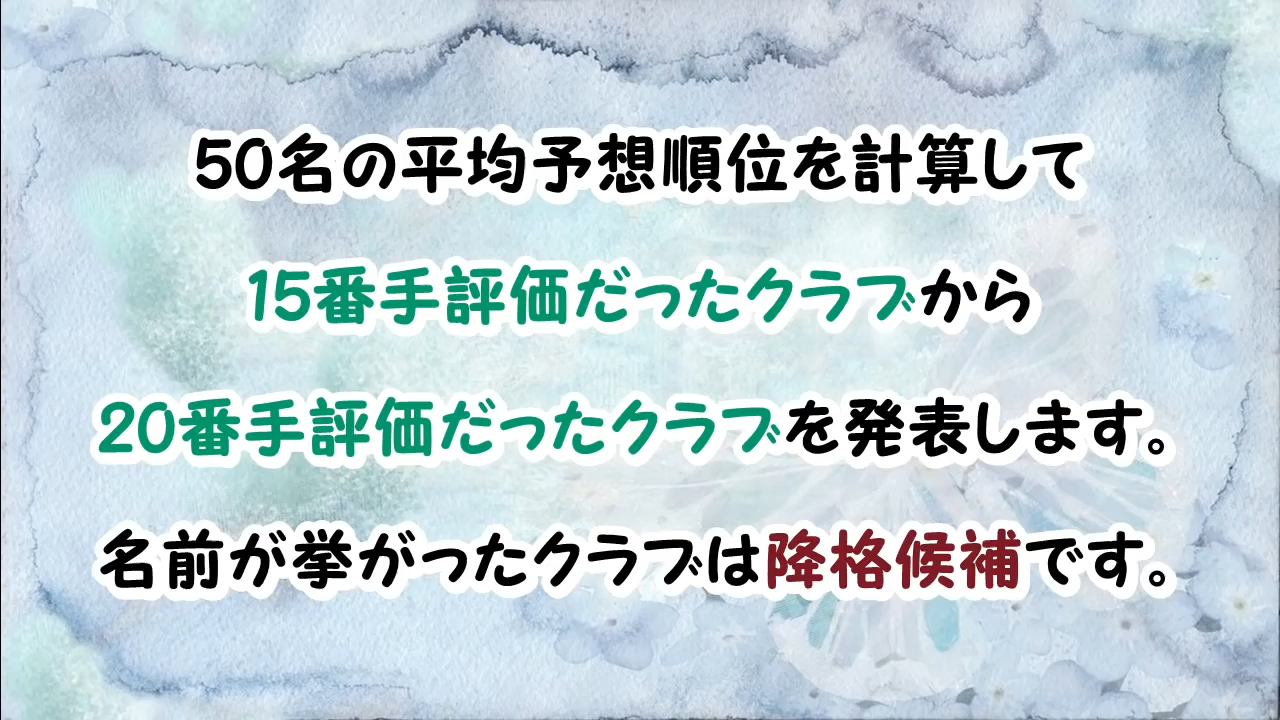 50名の平均予想順位を計算して
15番手評価だったクラブから
20番手評価だったクラブを発表します。
名前が挙がったクラブは降格候補です。